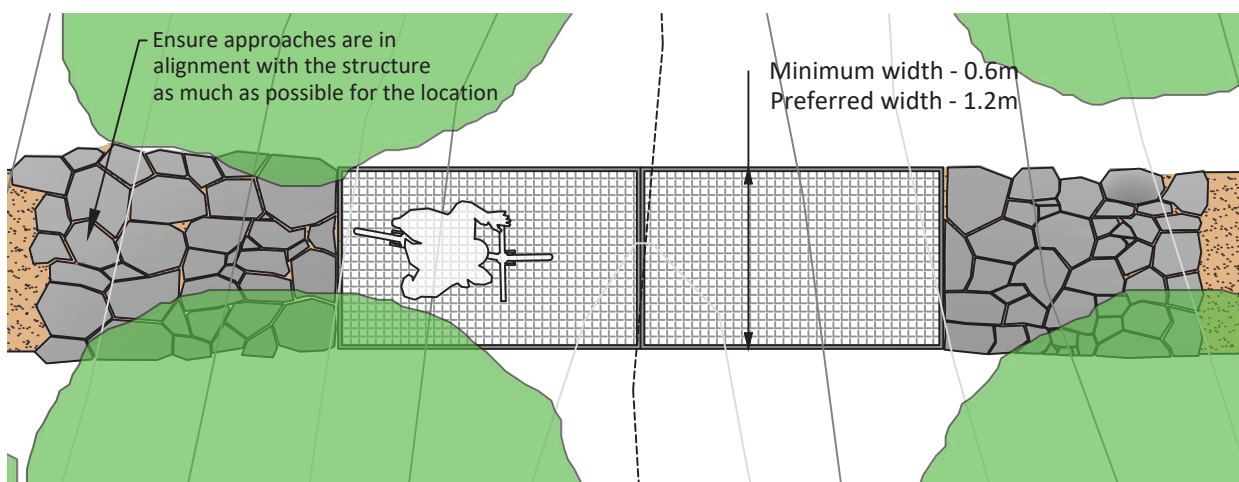 Ensure approaches are in
alignment with the structure
as much as possible for the location
Minimum width - 0.6m
Preferred width - 1.2m